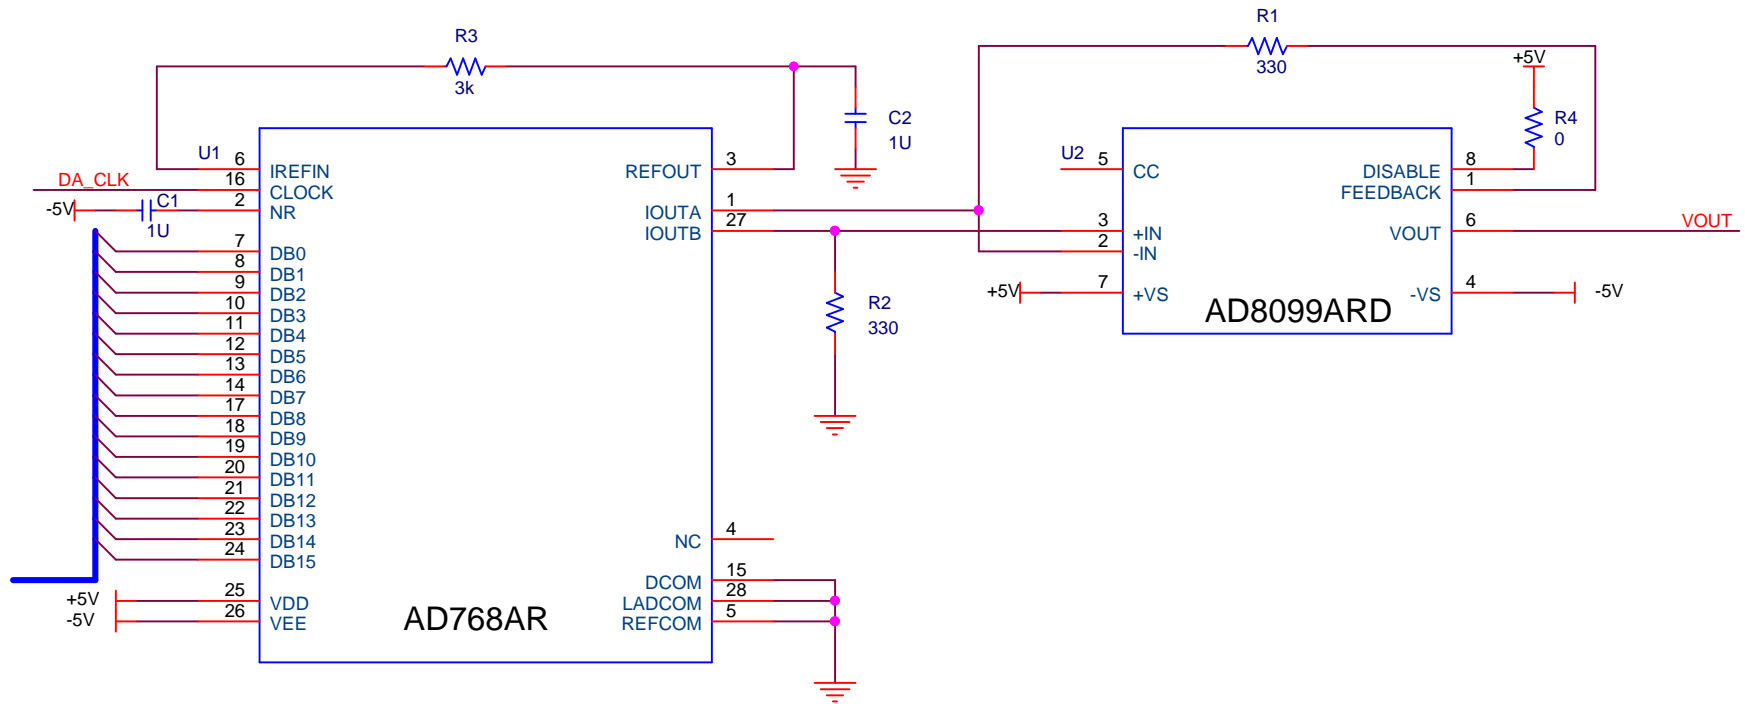 R1
330
R3
3k
+5V
R4
0
C2
1U
U1
6
IREFIN
16
CLOCK
2
NR
DA_CLK
-5V
C1
1U
7
DB0
8
DB1
9
DB2
10
DB3
11
DB4
12
DB5
13
DB6
14
DB7
17
DB8
18
DB9
19
DB10
20
DB11
21
DB12
22
DB13
23
DB14
24
DB15
+5V
25
VDD
-5V
26
VEE
AD768AR
REFOUT
3
IOUTA
1
IOUTB
27
NC
4
DCOM
15
LADCOM
28
REFCOM
5
R2
330
U2
5
CC
3
+IN
2
-IN
+5V
7
+VS
AD8099ARD
DISABLE
8
FEEDBACK
1
VOUT
6
VOUT
-VS
4
-5V